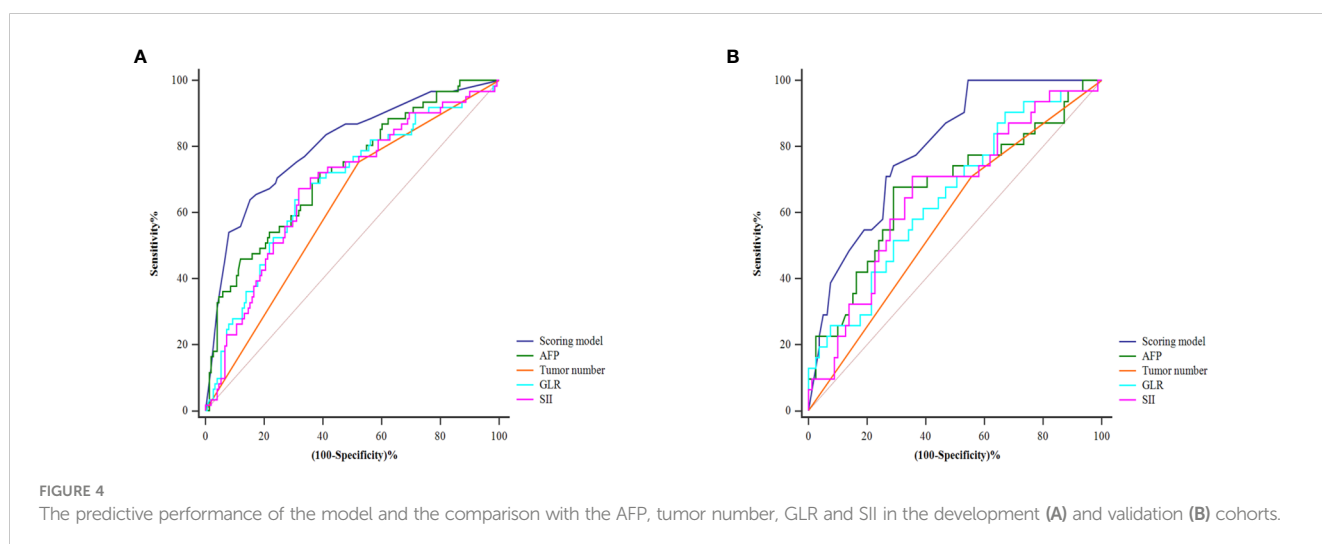 A
100
80
60
40
20
0
Sensitivity%
0 20 40 60 80 100
(100-Specificity)%
Scoring model
AFP
Tumor number
GLR
SII
B
100
80
60
40
20
0
Sensitivity%
0 20 40 60 80 100
(100-Specificity)%
Scoring model
AFP
Tumor number
GLR
SII
FIGURE 4
The predictive performance of the model and the comparison with the AFP, tumor number, GLR and SII in the development (A) and validation (B) cohorts.